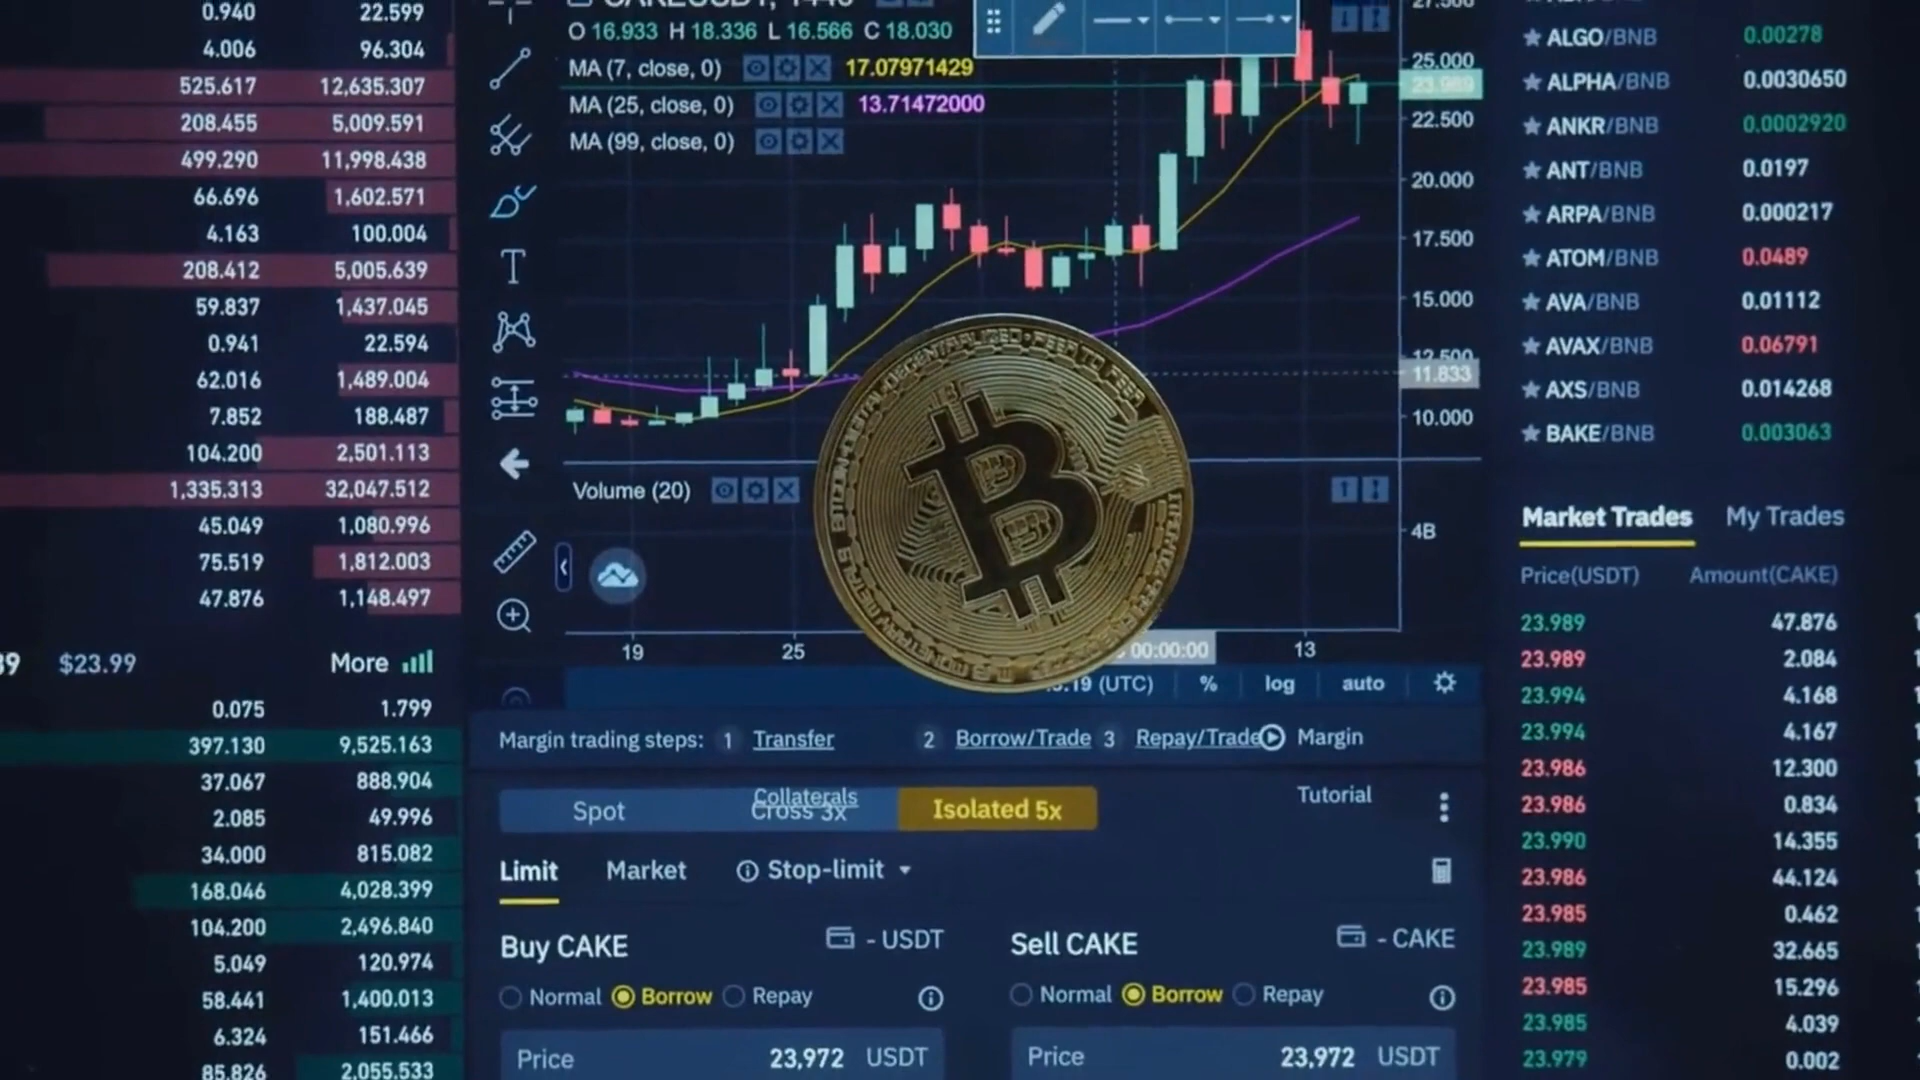 0.940 22.599
4.006 96.304
525.617 12,635.307
208.455 5,009.591
499.290 11,998.438
66.696 1,602.571
4.163 100.004
208.412 5,005.639
59.837 1,437.045
0.941 22.594
62.016 1,489.004
7.852 188.487
104.200 2,501.113
1,335.313 32,047.512
45.049 1,080.996
75.519 1,812.003
47.876 1,148.497
$23.99 More
0.075 1.799
397.130 9,525.163
37.067 888.904
2.085 49.996
34.000 815.082
168.046 4,028.399
104.200 2,496.840
5.049 120.974
58.441 1,400.013
6.324 151.466
85.826 2,055.533
O 16.933 H 18.336 L 16.566 C 18.030
MA (7, close, 0) 17.07971429
MA (25, close, 0) 13.71472000
MA (99, close, 0)
25.000
23.989
22.500
20.000
17.500
15.000
12.500
11.833
10.000
Volume (20)
4B
19 25 00:00:00 13
(UTC) % log auto
Margin trading steps: 1 Transfer 2 Borrow/Trade 3 Repay/Trade Margin
Collaterals Tutorial
Spot Cross 3x Isolated 5x
Limit Market Stop-limit
Buy CAKE - USDT
Normal Borrow Repay
Price 23,972 USDT
Sell CAKE - CAKE
Normal Borrow Repay
Price 23,972 USDT
ALGO/BNB 0.00278
ALPHA/BNB 0.0030650
ANKR/BNB 0.0002920
ANT/BNB 0.0197
ARPA/BNB 0.000217
ATOM/BNB 0.0489
AVA/BNB 0.01112
AVAX/BNB 0.06791
AXS/BNB 0.014268
BAKE/BNB 0.003063
Market Trades My Trades
Price(USDT) Amount(CAKE)
23.989 47.876
23.989 2.084
23.994 4.168
23.994 4.167
23.986 12.300
23.986 0.834
23.990 14.355
23.986 44.124
23.985 0.462
23.989 32.665
23.985 15.296
23.985 4.039
23.979 0.002
DECENTRALIZED • PEER TO PEER